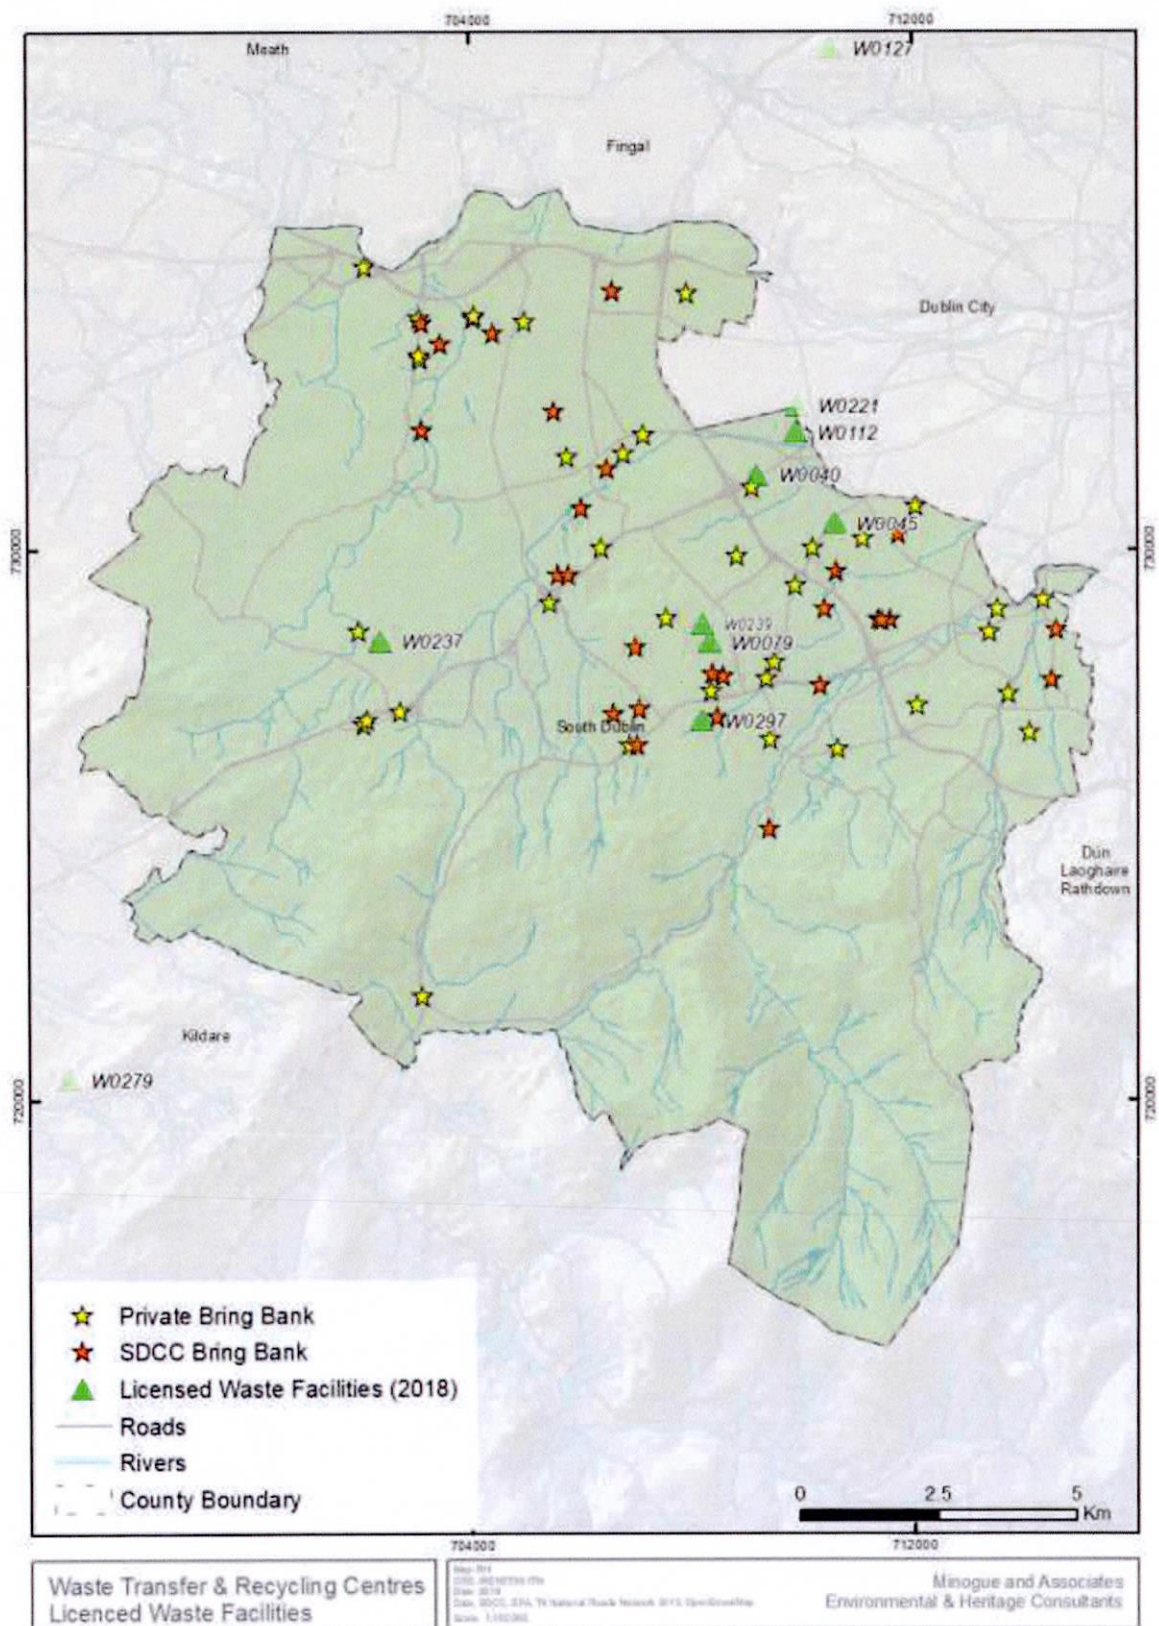 704000
712000
Meath
W0127
Fingal
Dublin City
W0221
W0112
W0040
W0045
730000
730000
W0239
W0237
W0079
South Dublin
W0297
Dún
Laoghaire
Rathdown
Kildare
W0279
720000
720000
Private Bring Bank
SDCC Bring Bank
Licensed Waste Facilities (2018)
Roads
Rivers
County Boundary
0 2.5 5
Km
704000
712000
Waste Transfer & Recycling Centres
Licenced Waste Facilities
Minogue and Associates
Environmental & Heritage Consultants